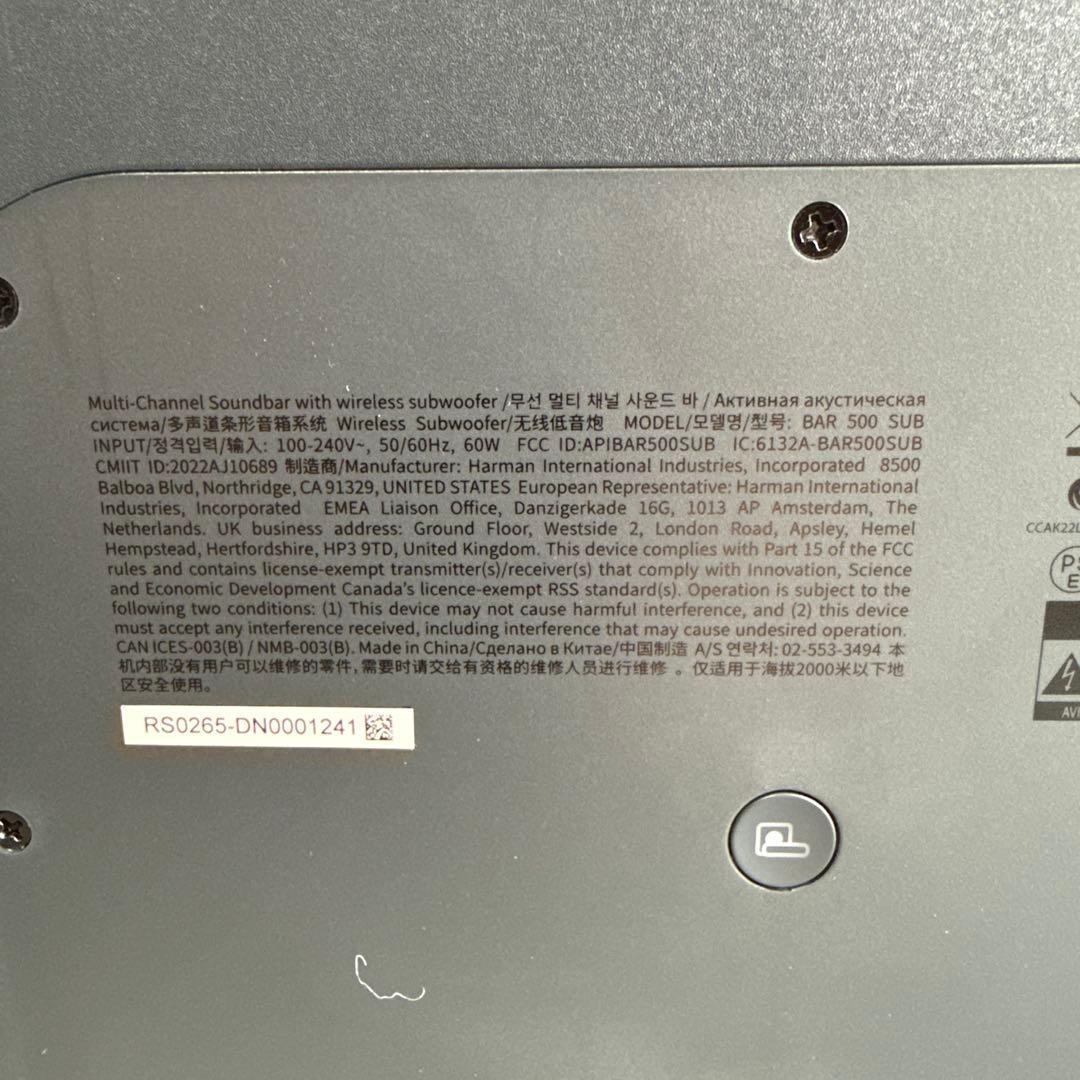 Multi-Channel Soundbar with wireless subwoofer /무선 멀티 채널 사운드 바 / Активная акустическая
система/多声道条形音箱系统 Wireless Subwoofer/无线低音炮 MODEL/모델명/型号: BAR 500 SUB
INPUT/정격입력/输入: 100-240V~, 50/60Hz, 60W FCC ID:APIBAR500SUB IC:6132A-BAR500SUB
CMIIT ID:2022AJ10689 制造商/Manufacturer: Harman International Industries, Incorporated 8500
Balboa Blvd, Northridge, CA 91329, UNITED STATES European Representative: Harman International
Industries, Incorporated EMEA Liaison Office, Danzigerkade 16G, 1013 AP Amsterdam, The
Netherlands. UK business address: Ground Floor, Westside 2, London Road, Apsley, Hemel
Hempstead, Hertfordshire, HP3 9TD, United Kingdom. This device complies with Part 15 of the FCC
rules and contains license-exempt transmitter(s)/receiver(s) that comply with Innovation, Science
and Economic Development Canada's licence-exempt RSS standard(s). Operation is subject to the
following two conditions: (1) This device may not cause harmful interference, and (2) this device
must accept any interference received, including interference that may cause undesired operation.
CAN ICES-003(B) / NMB-003(B). Made in China/Сделано в Китае/中国制造 A/S 연락처: 02-553-3494 本
机内部没有用户可以维修的零件,需要时请交给有资格的维修人员进行维修 。仅适用于海拔2000米以下地
区安全使用。
RS0265-DN0001241
CCAK22L
PS
E
AVI